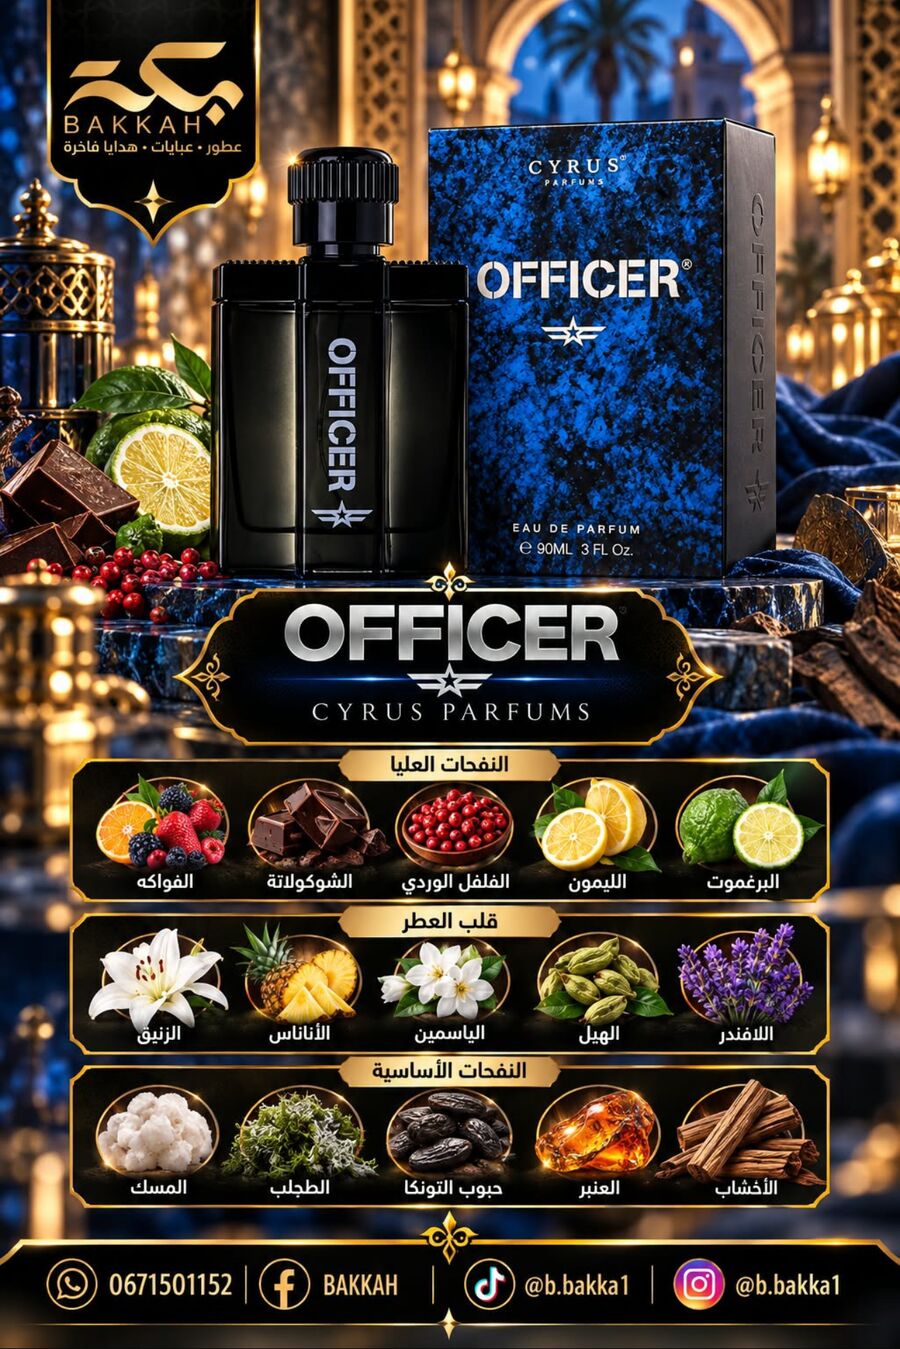 بكة
BAKKAH
عطور • عبايات • هدايا فاخرة
CYRUS®
PARFUMS
OFFICER®
OFFICER
OFFICER
EAU DE PARFUM
℮ 90ML 3 FL Oz.
OFFICER
CYRUS PARFUMS
النفحات العليا
البرغموت
الليمون
الفلفل الوردي
الشوكولاتة
الفواكه
قلب العطر
اللافندر
الهيل
الياسمين
الأناناس
الزنبق
النفحات الأساسية
الأخشاب
العنبر
حبوب التونكا
الطحلب
المسك
0671501152
BAKKAH
@b.bakka1
@b.bakka1